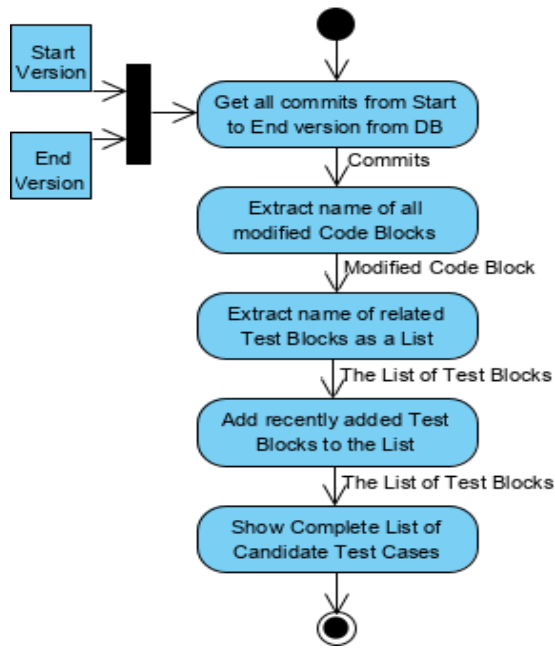 Start
Version
End
Version
Get all commits from Start
to End version from DB
Commits
Extract name of all
modified Code Blocks
Modified Code Block
Extract name of related
Test Blocks as a List
The List of Test Blocks
Add recently added Test
Blocks to the List
The List of Test Blocks
Show Complete List of
Candidate Test Cases